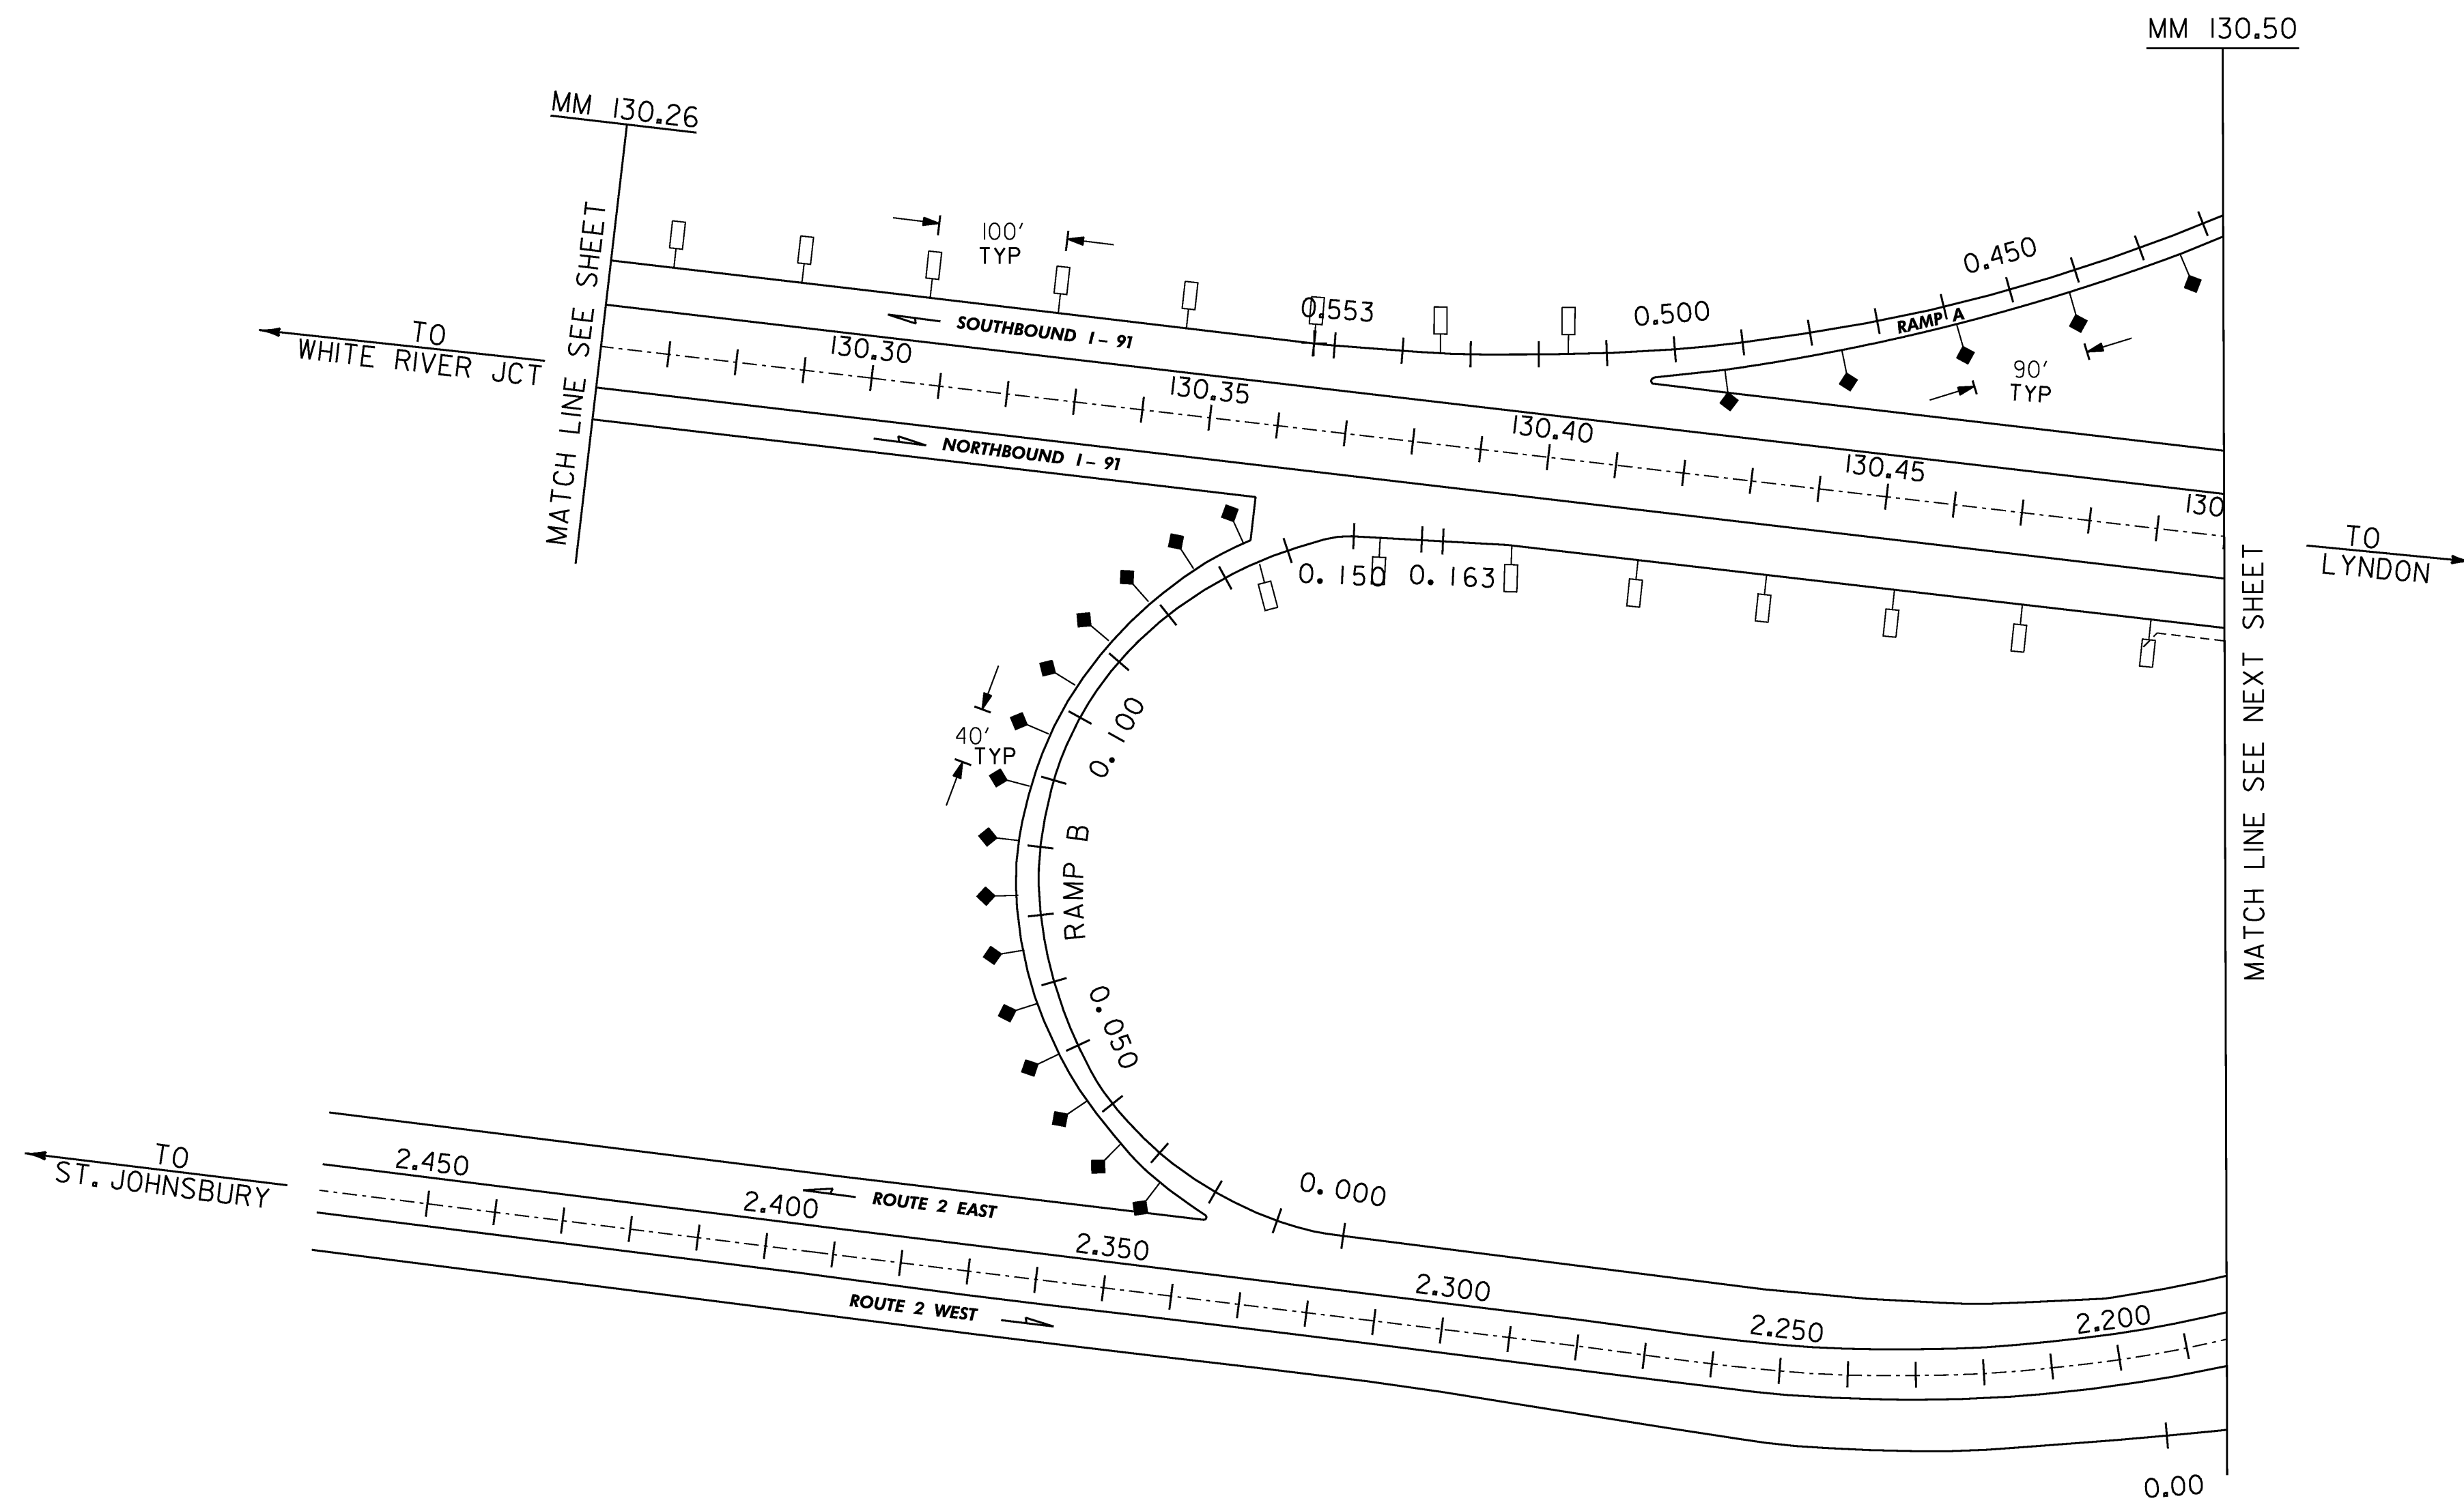 MM 130.50
MM 130.26
MATCH LINE SEE SHEET
100'
TYP
0.553
0.500
0.450
RAMP A
90'
TYP
SOUTHBOUND I-91
TO
WHITE RIVER JCT
130.30
130.35
130.40
130.45
130
NORTHBOUND I-91
TO
LYNDON
0.150
0.163
MATCH LINE SEE NEXT SHEET
40'
TYP
0.100
RAMP B
0.050
0.000
TO
ST. JOHNSBURY
2.450
2.400
2.350
2.300
2.250
2.200
ROUTE 2 EAST
ROUTE 2 WEST
0.00